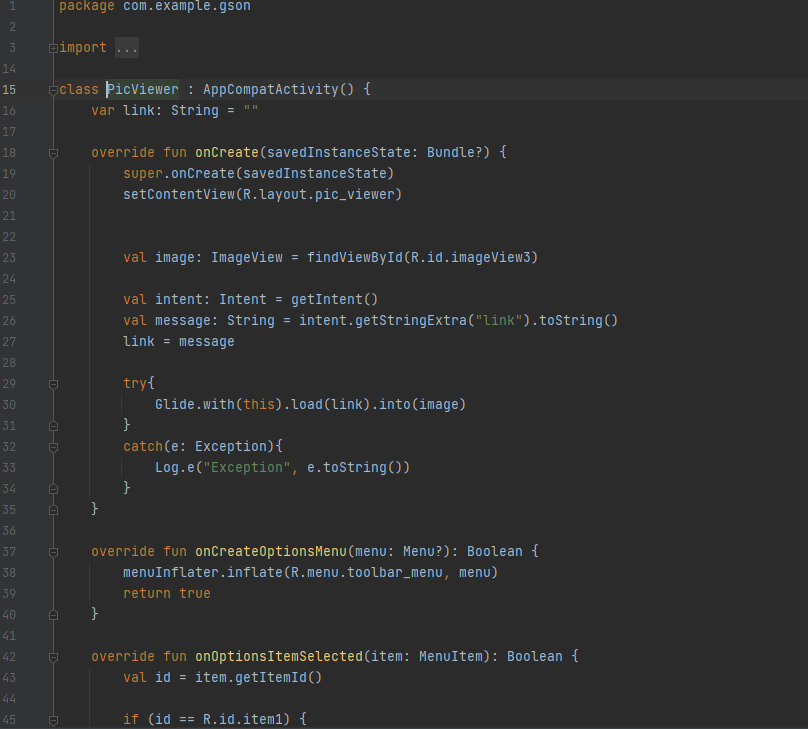 1 package com.example.gson
2
3 import ...
14
15 class PicViewer : AppCompatActivity() {
16     var link: String = ""
17
18     override fun onCreate(savedInstanceState: Bundle?) {
19         super.onCreate(savedInstanceState)
20         setContentView(R.layout.pic_viewer)
21
22
23         val image: ImageView = findViewById(R.id.imageView3)
24
25         val intent: Intent = getIntent()
26         val message: String = intent.getStringExtra("link").toString()
27         link = message
28
29         try{
30             Glide.with(this).load(link).into(image)
31         }
32         catch(e: Exception){
33             Log.e("Exception", e.toString())
34         }
35     }
36
37     override fun onCreateOptionsMenu(menu: Menu?): Boolean {
38         menuInflater.inflate(R.menu.toolbar_menu, menu)
39         return true
40     }
41
42     override fun onOptionsItemSelected(item: MenuItem): Boolean {
43         val id = item.getItemId()
44
45         if (id == R.id.item1) {